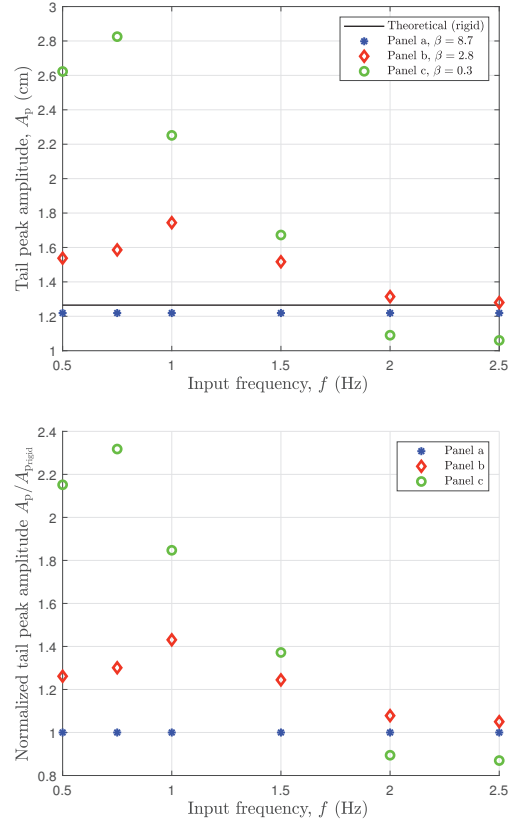 3
2.8
2.6
2.4
2.2
2
1.8
1.6
1.4
1.2
1
Tail peak amplitude, A_p (cm)
Theoretical (rigid)
Panel a, β = 8.7
Panel b, β = 2.8
Panel c, β = 0.3
0.5 1 1.5 2 2.5
Input frequency, f (Hz)
2.4
2.2
2
1.8
1.6
1.4
1.2
1
0.8
Normalized tail peak amplitude A_p/A_p_rigid
Panel a
Panel b
Panel c
0.5 1 1.5 2 2.5
Input frequency, f (Hz)